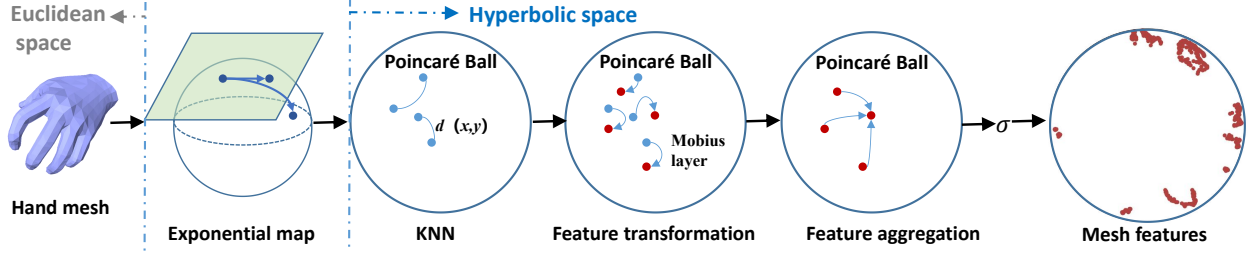 Euclidean
space
Hyperbolic space
Poincaré Ball
Poincaré Ball
Poincaré Ball
d (x,y)
Mobius
layer
σ
Hand mesh
Exponential map
KNN
Feature transformation
Feature aggregation
Mesh features